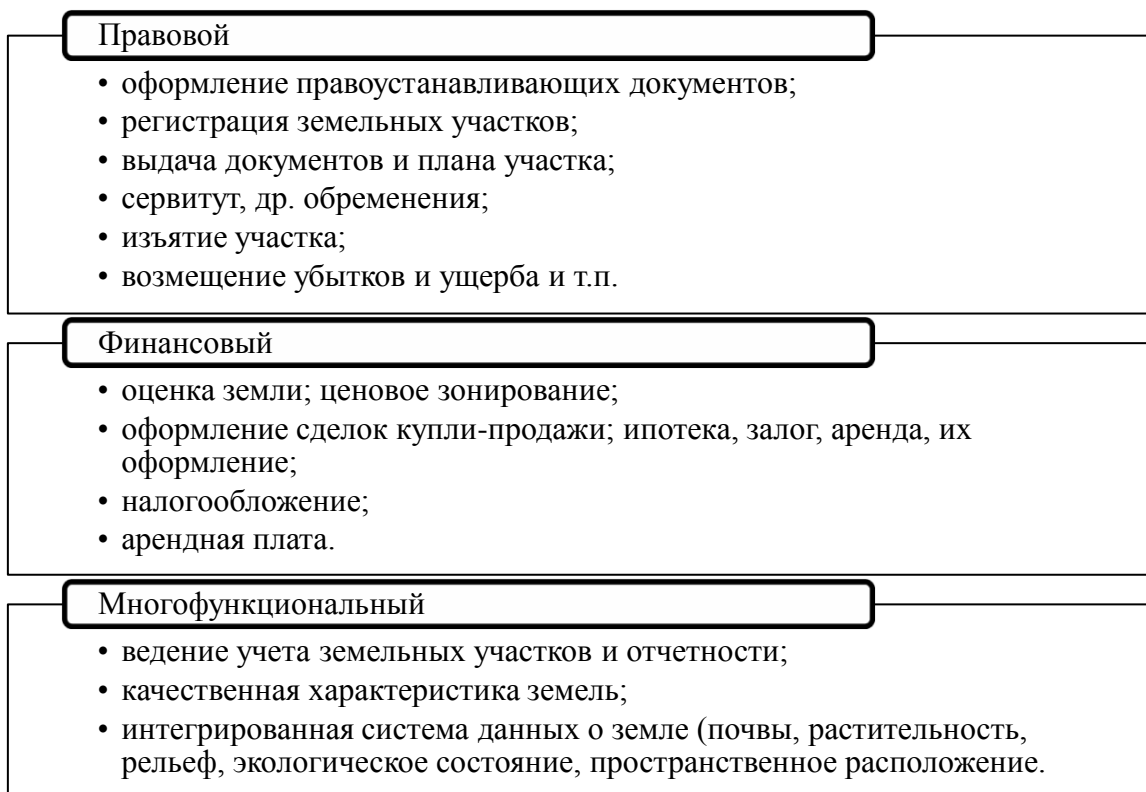 Правовой
• оформление правоустанавливающих документов;
• регистрация земельных участков;
• выдача документов и плана участка;
• сервитут, др. обременения;
• изъятие участка;
• возмещение убытков и ущерба и т.п.
Финансовый
• оценка земли; ценовое зонирование;
• оформление сделок купли-продажи; ипотека, залог, аренда, их
оформление;
• налогообложение;
• арендная плата.
Многофункциональный
• ведение учета земельных участков и отчетности;
• качественная характеристика земель;
• интегрированная система данных о земле (почвы, растительность,
рельеф, экологическое состояние, пространственное расположение.